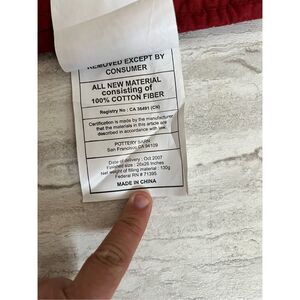 REMOVED EXCEPT BY
CONSUMER
ALL NEW MATERIAL
consisting of
100% COTTON FIBER
Registry No : CA 38491 (CN)
Certification is made by the manufacturer
that the materials in this article are
described in accordance with law.
POTTERY BARN
San Francisco CA 94109
Date of delivery : Oct 2007
Finished size : 26x26 Inches
Net weight of filling material : 130g
Federal RN # 71395
MADE IN CHINA